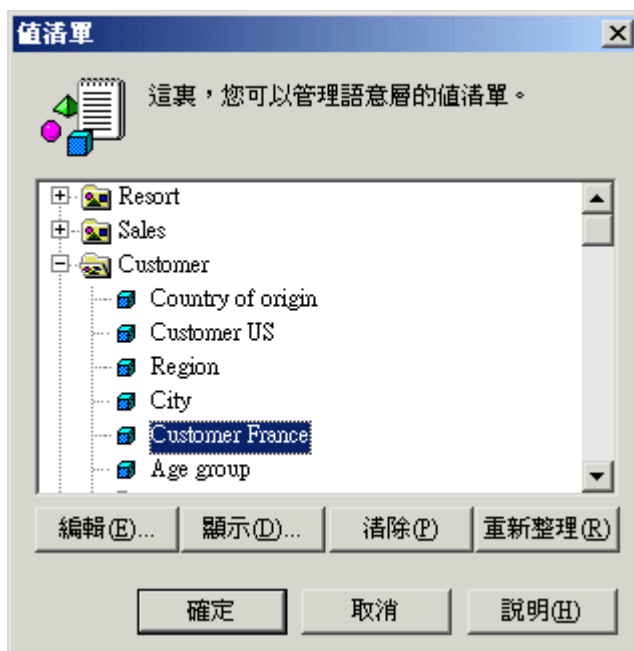 值清單
這裏，您可以管理語意層的值清單。
Resort
Sales
Customer
Country of origin
Customer US
Region
City
Customer France
Age group
編輯(E)... 顯示(D)... 清除(P) 重新整理(R)
確定 取消 說明(H)